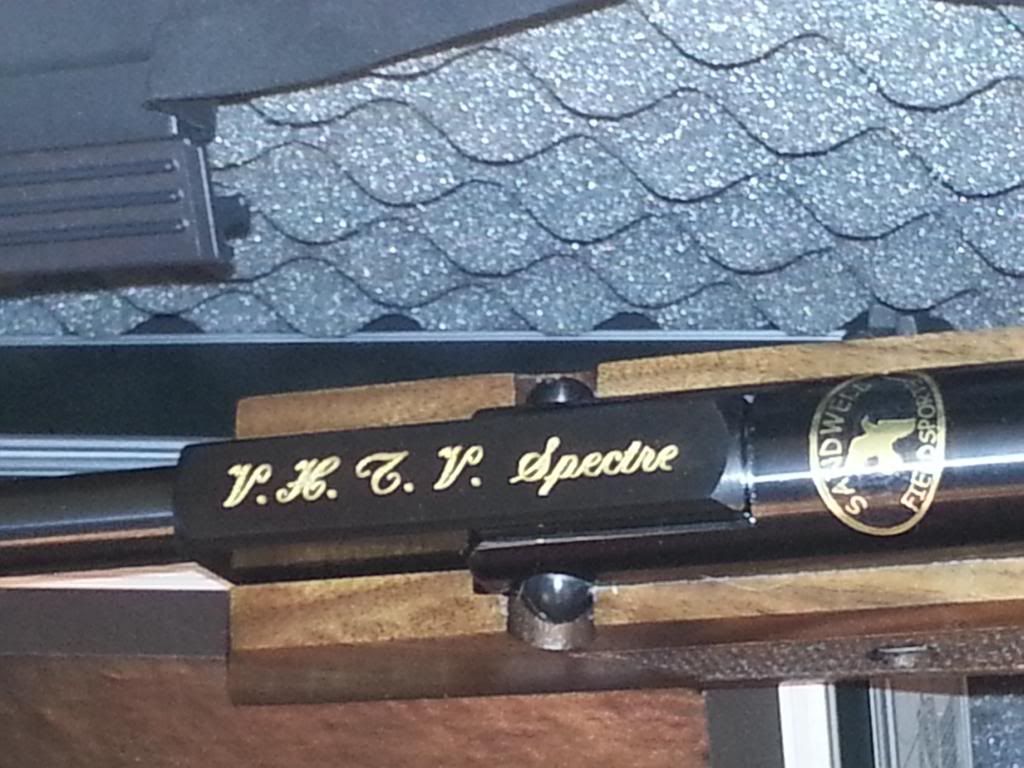 V. H. T. V. Spectre
SANDWELL
FIELDSPORTS